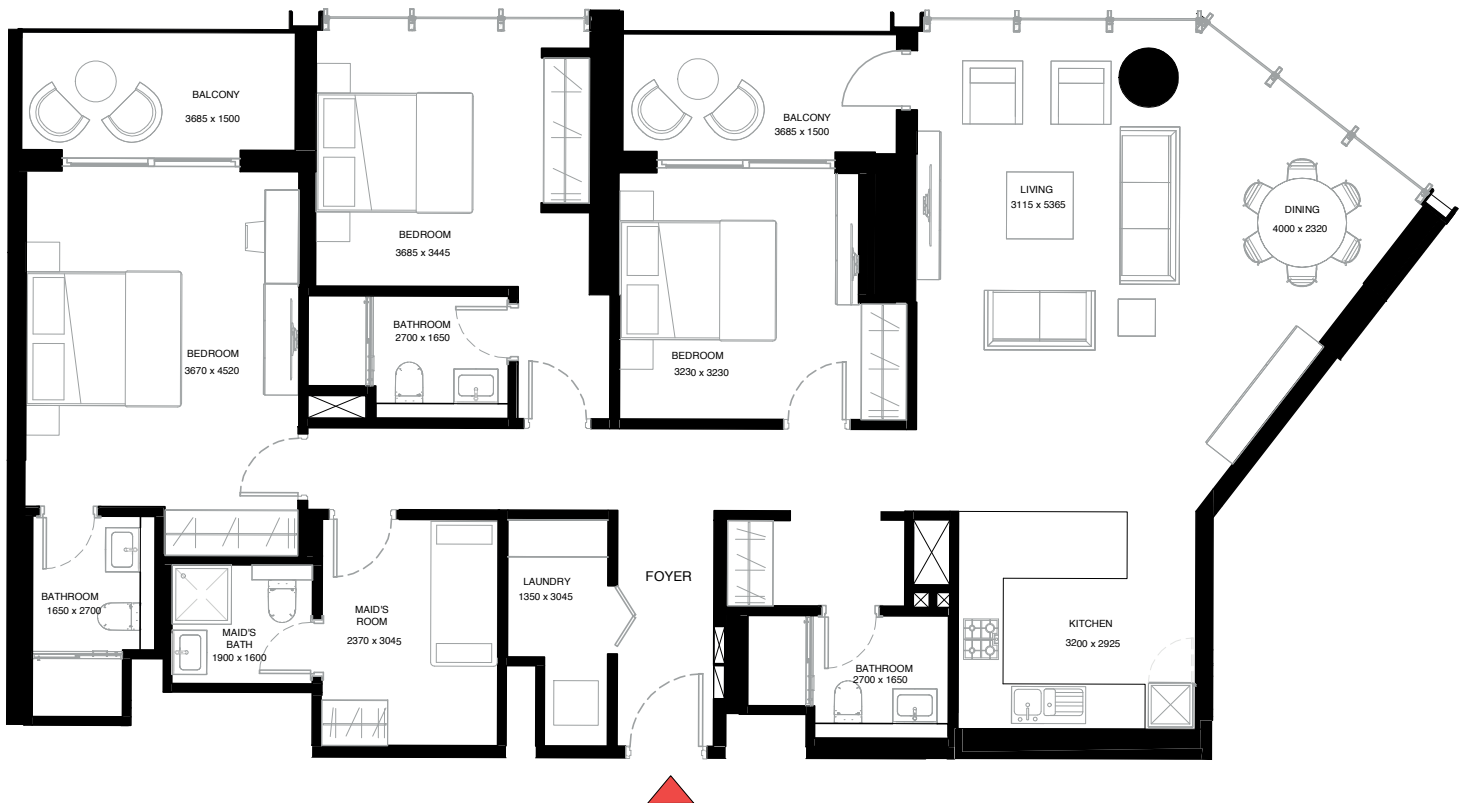 BALCONY
3685 x 1500
BEDROOM
3685 x 3445
BALCONY
3685 x 1500
LIVING
3115 x 5365
DINING
4000 x 2320
BEDROOM
3670 x 4520
BATHROOM
2700 x 1650
BEDROOM
3230 x 3230
BATHROOM
1650 x 2700
MAID'S
BATH
1900 x 1600
MAID'S
ROOM
2370 x 3045
LAUNDRY
1350 x 3045
FOYER
BATHROOM
2700 x 1650
KITCHEN
3200 x 2925